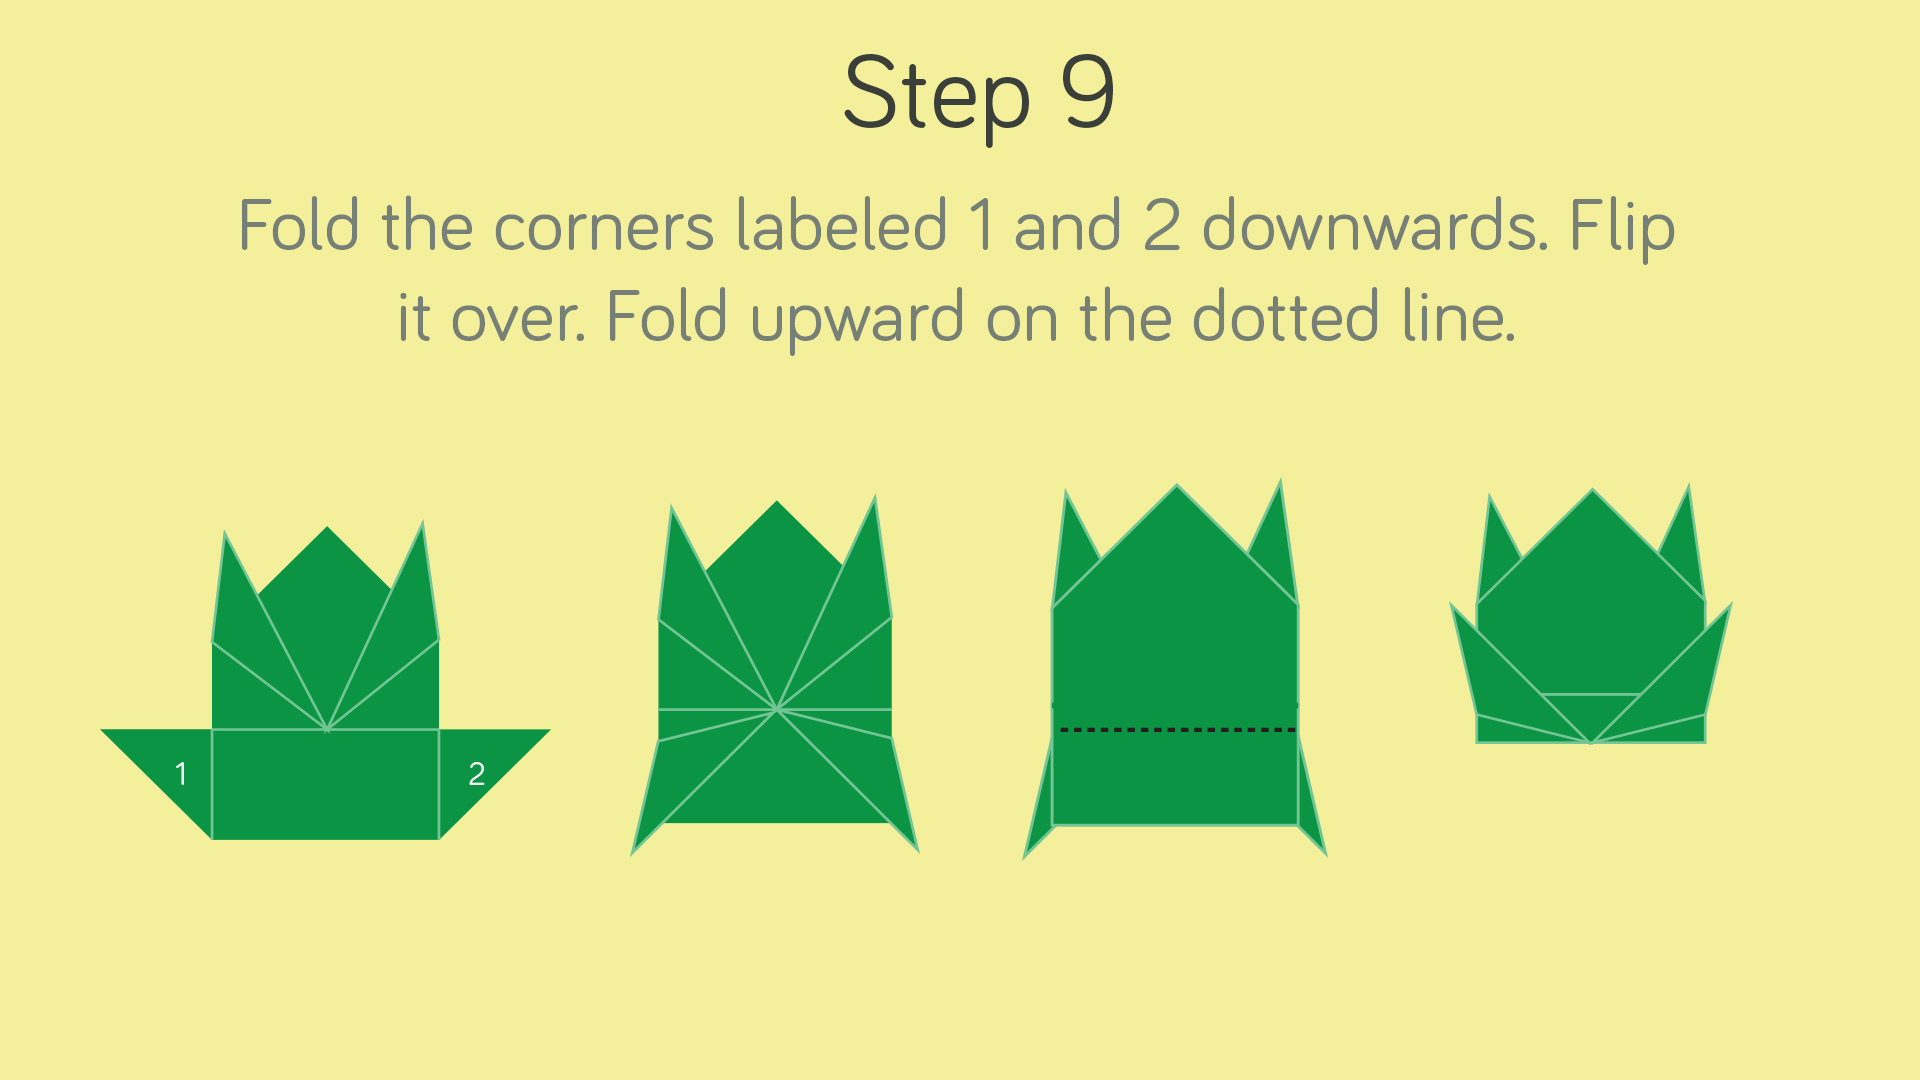 Step 9
Fold the corners labeled 1 and 2 downwards. Flip
it over. Fold upward on the dotted line.
1
2